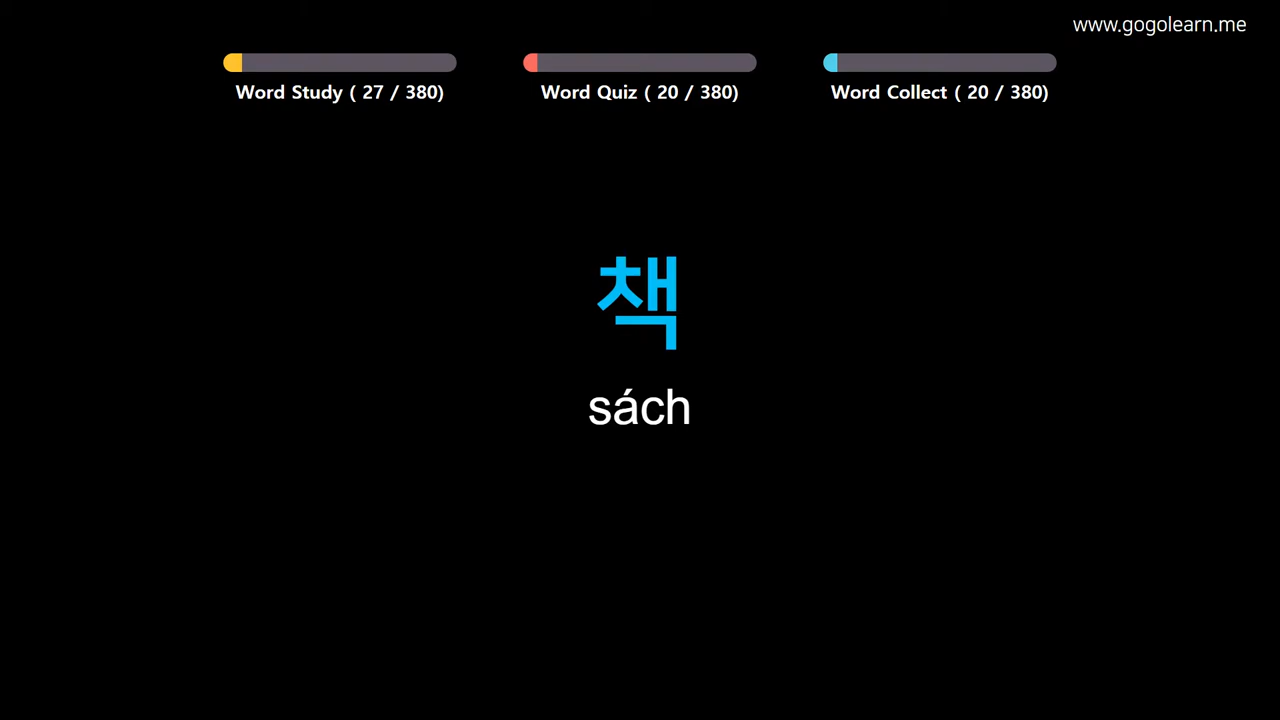 www.gogolearn.me
Word Study ( 27 / 380)
Word Quiz ( 20 / 380)
Word Collect ( 20 / 380)
책
sách